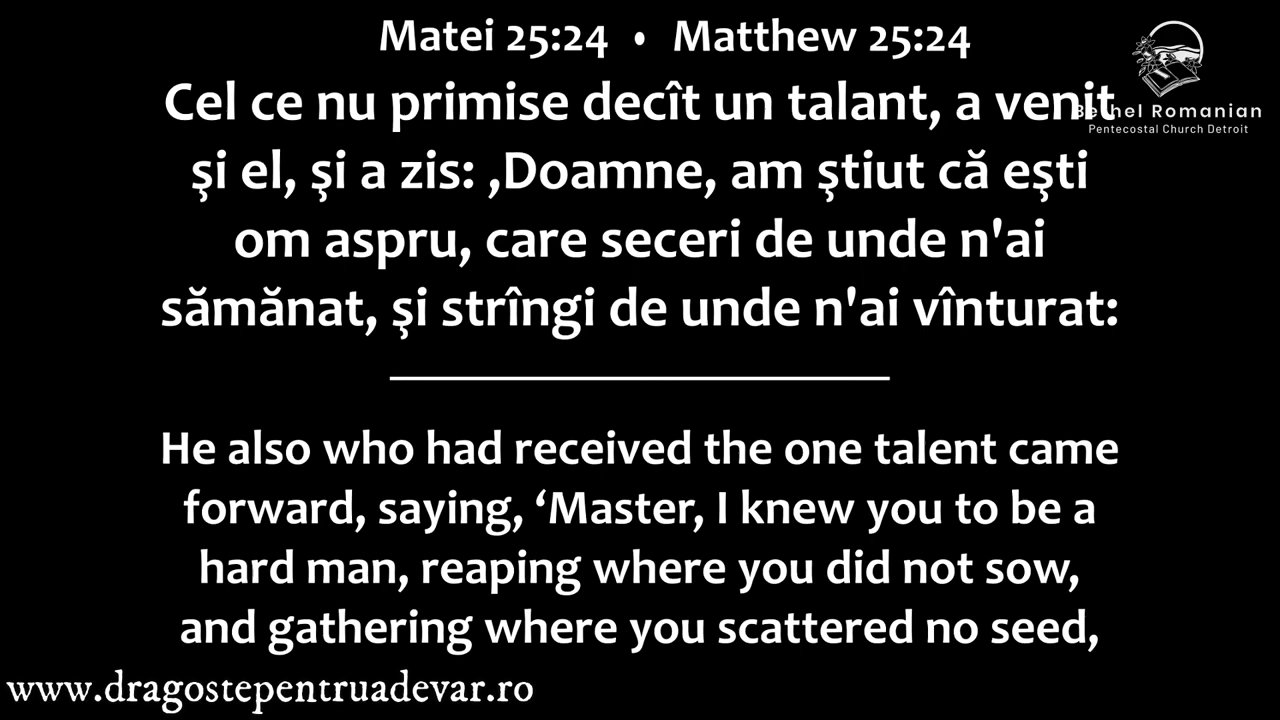 Matei 25:24 • Matthew 25:24
Cel ce nu primise decît un talant, a venit
şi el, şi a zis: ‚Doamne, am ştiut că eşti
om aspru, care seceri de unde n'ai
sămănat, şi strîngi de unde n'ai vînturat:
He also who had received the one talent came
forward, saying, ‘Master, I knew you to be a
hard man, reaping where you did not sow,
and gathering where you scattered no seed,
Bethel Romanian
Pentecostal Church Detroit
www.dragostepentruadevar.ro